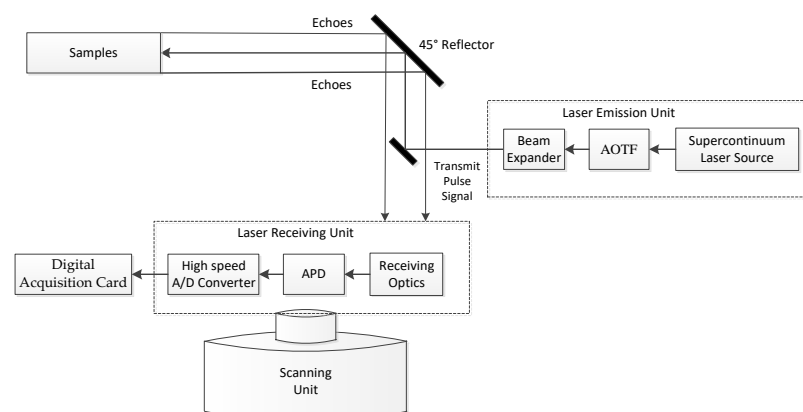 Echoes
Samples
45° Reflector
Echoes
Laser Emission Unit
Beam
Expander
AOTF
Supercontinuum
Laser Source
Transmit
Pulse
Signal
Laser Receiving Unit
Digital
Acquisition Card
High speed
A/D Converter
APD
Receiving
Optics
Scanning
Unit